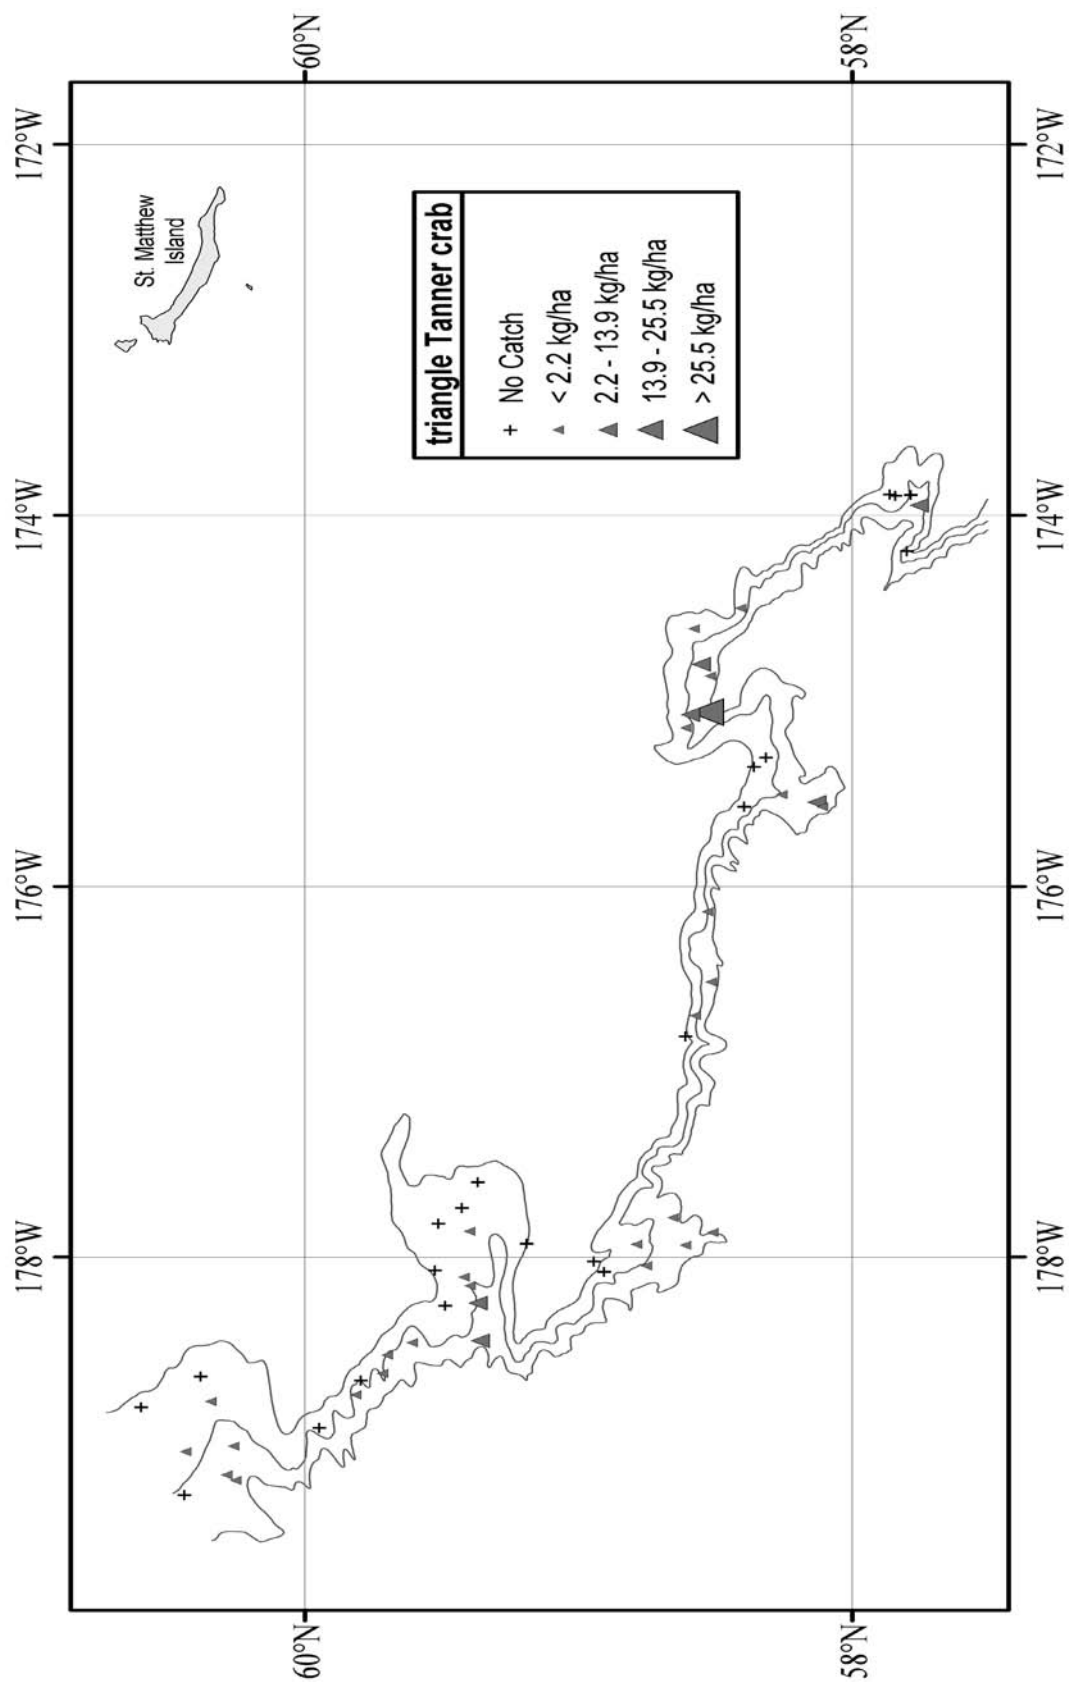 178°W
176°W
174°W
172°W
60°N
60°N
St. Matthew
Island
triangle Tanner crab
No Catch
< 2.2 kg/ha
2.2 - 13.9 kg/ha
13.9 - 25.5 kg/ha
> 25.5 kg/ha
58°N
58°N
178°W
176°W
174°W
172°W